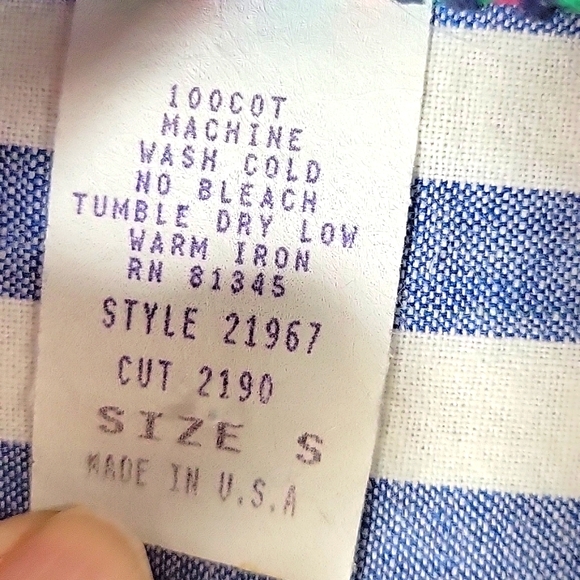 100COT
MACHINE
WASH COLD
NO BLEACH
TUMBLE DRY LOW
WARM IRON
RN 81345
STYLE 21967
CUT 2190
SIZE S
MADE IN U.S.A